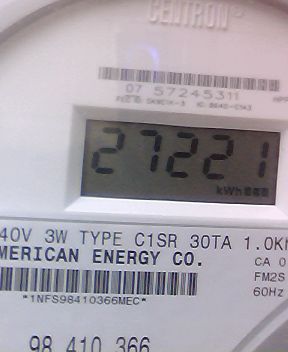 CENTRON®
07 57245311
27221
kWh
40V 3W TYPE C1SR 30TA 1.0K
MERICAN ENERGY CO.
CA 0
FM2S
60Hz
*1NFS98410366MEC*
98 410 366